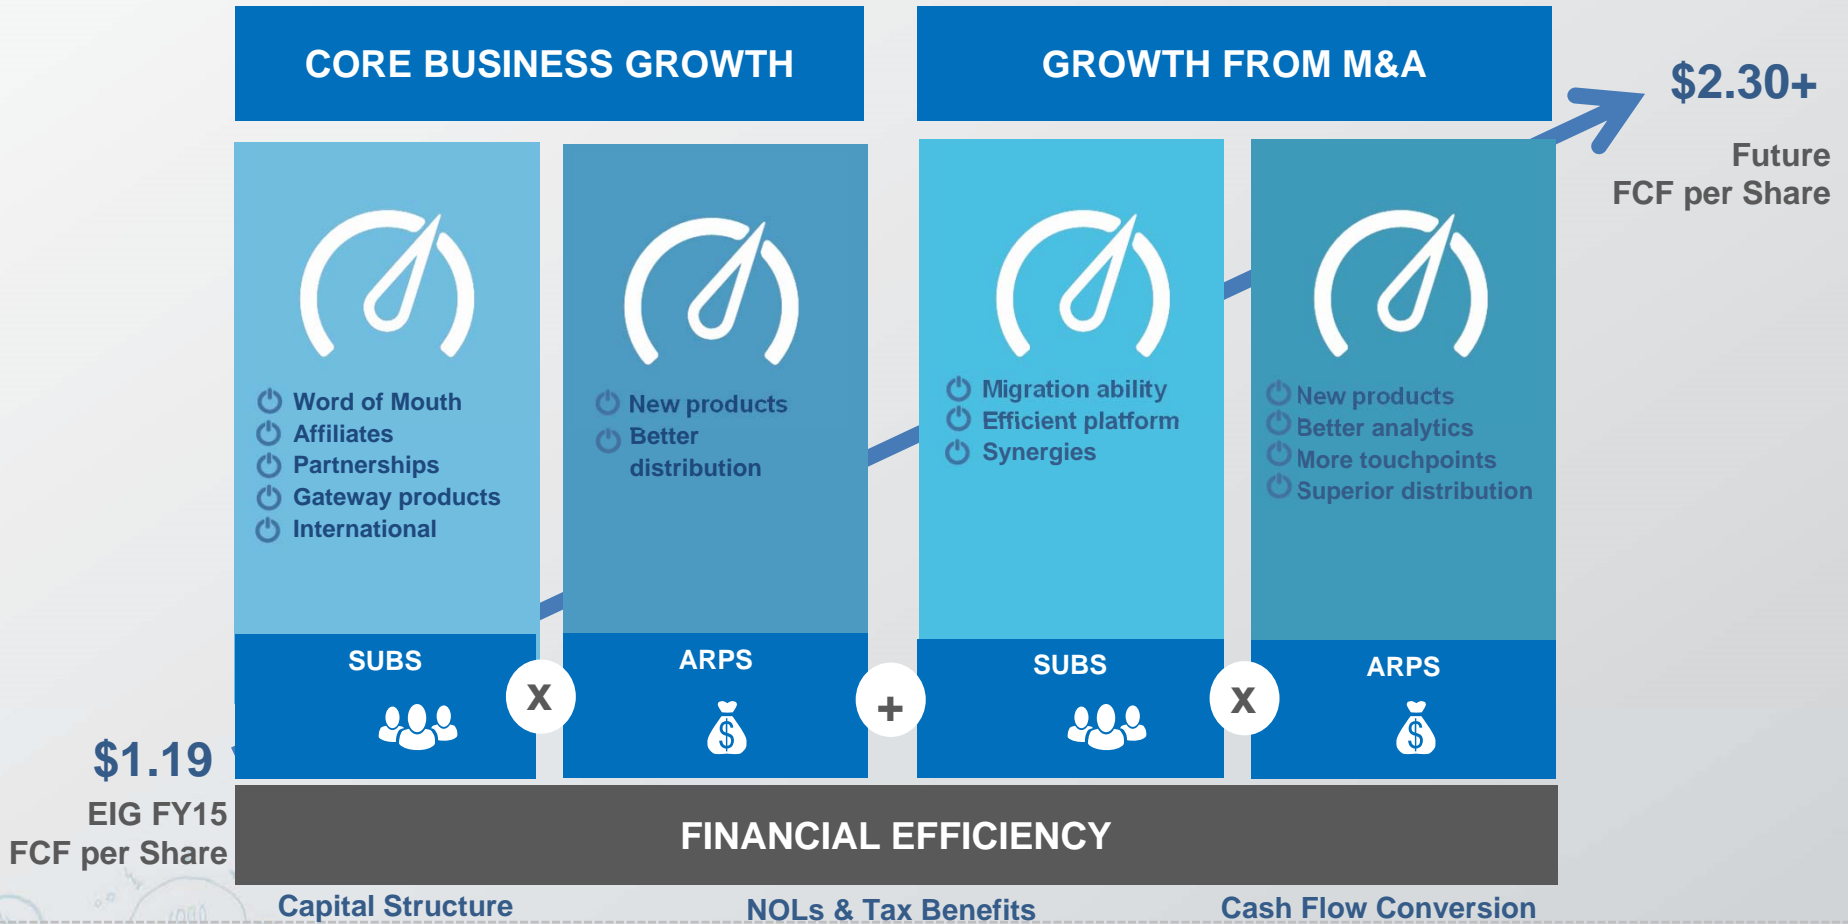 CORE BUSINESS GROWTH
GROWTH FROM M&A
$2.30+
Future
FCF per Share
Word of Mouth
Affiliates
Partnerships
Gateway products
International
New products
Better
distribution
Migration ability
Efficient platform
Synergies
New products
Better analytics
More touchpoints
Superior distribution
SUBS
x
ARPS
$
+
SUBS
x
ARPS
$
$1.19
EIG FY15
FCF per Share
FINANCIAL EFFICIENCY
Capital Structure
NOLs & Tax Benefits
Cash Flow Conversion